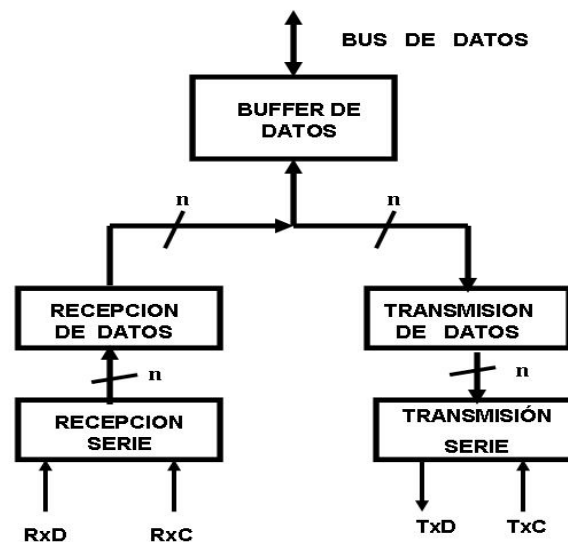 BUS DE DATOS
BUFFER DE
DATOS
n
n
RECEPCION
DE DATOS
TRANSMISION
DE DATOS
n
n
RECEPCION
SERIE
TRANSMISIÓN
SERIE
RxD
RxC
TxD
TxC